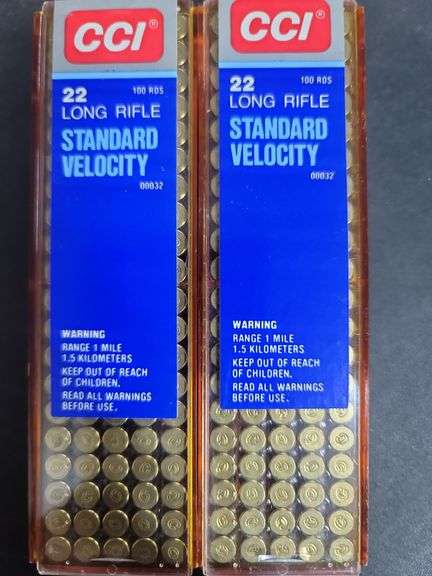 CCI®
22 100 RDS
LONG RIFLE
STANDARD
VELOCITY
00032
WARNING
RANGE 1 MILE
1.5 KILOMETERS
KEEP OUT OF REACH
OF CHILDREN.
READ ALL WARNINGS
BEFORE USE.
CCI®
22 100 RDS
LONG RIFLE
STANDARD
VELOCITY
00032
WARNING
RANGE 1 MILE
1.5 KILOMETERS
KEEP OUT OF REACH
OF CHILDREN.
READ ALL WARNINGS
BEFORE USE.